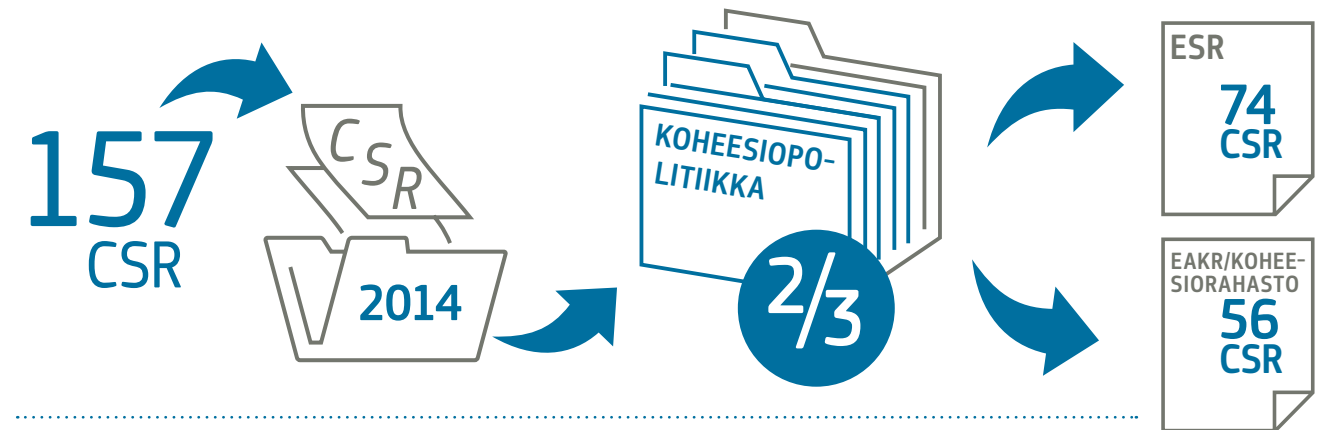 157
CSR
CSR
2014
KOHEESIOPO-
LITIIKKA
2/3
ESR
74
CSR
EAKR/KOHEE-
SIORAHASTO
56
CSR